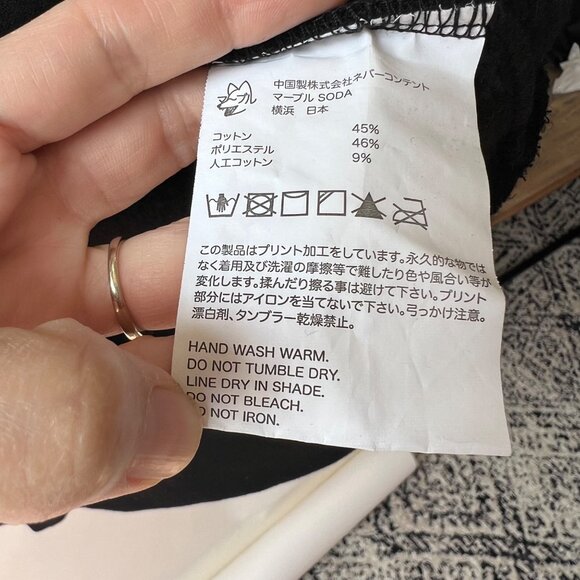 マーブル
中国製株式会社ネバーコンテント
マーブル SODA
横浜 日本
コットン 45%
ポリエステル 46%
人工コットン 9%
この製品はプリント加工をしています。永久的な物では
なく着用及び洗濯の摩擦等で難したり色や風合い等が
変化します。揉んだり擦る事は避けて下さい。プリント
部分にはアイロンを当てないで下さい。弓っかけ注意。
漂白剤、タンブラー乾燥禁止。
HAND WASH WARM.
DO NOT TUMBLE DRY.
LINE DRY IN SHADE.
DO NOT BLEACH.
DO NOT IRON.